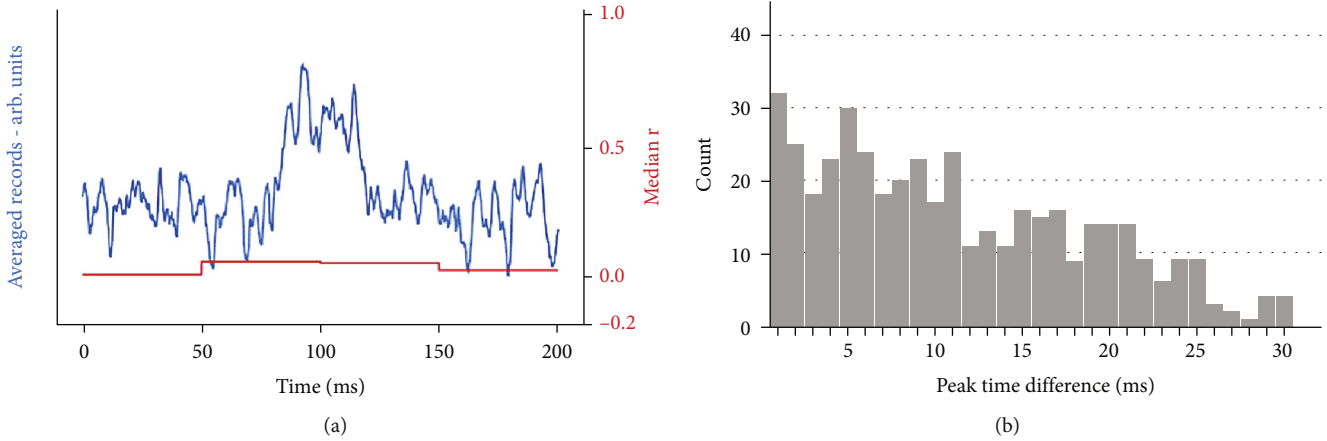 Averaged records - arb. units
1.0
0.5
0.0
−0.2
Median r
0
50
100
150
200
Time (ms)
(a)
Count
40
30
20
10
0
5
10
15
20
25
30
Peak time difference (ms)
(b)